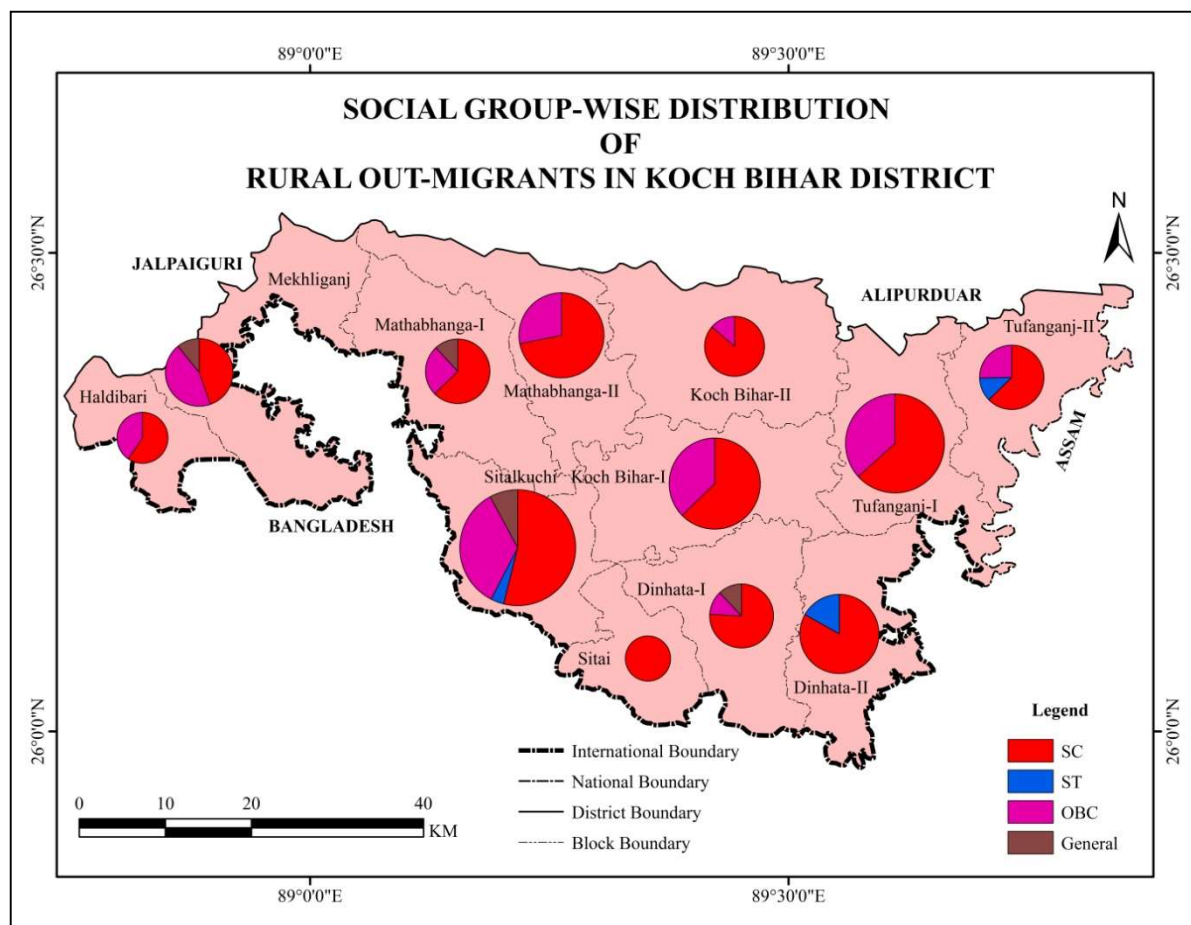 89°0'0"E
89°30'0"E
SOCIAL GROUP-WISE DISTRIBUTION
OF
RURAL OUT-MIGRANTS IN KOCH BIHAR DISTRICT
N
26°30'0"N
26°30'0"N
JALPAIGURI
Mekhliganj
ALIPURDUAR
Mathabhanga-I
Tufanganj-II
Haldibari
Mathabhanga-II
Koch Bihar-II
ASSAM
Sitalkuchi
Koch Bihar-I
Tufanganj-I
BANGLADESH
Dinhata-I
Sitai
Dinhata-II
26°0'0"N
26°0'0"N
International Boundary
National Boundary
District Boundary
Block Boundary
0 10 20 40
KM
Legend
SC
ST
OBC
General
89°0'0"E
89°30'0"E